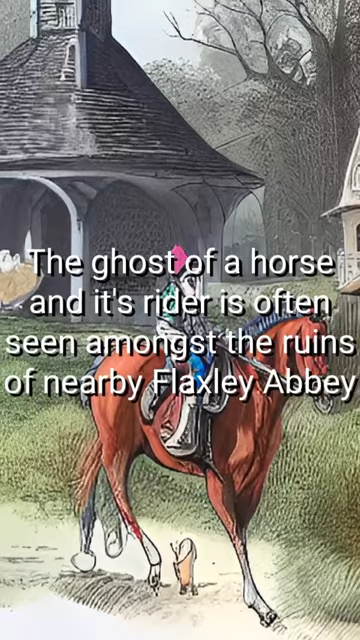 The ghost of a horse
and it's rider is often
seen amongst the ruins
of nearby Flaxley Abbey